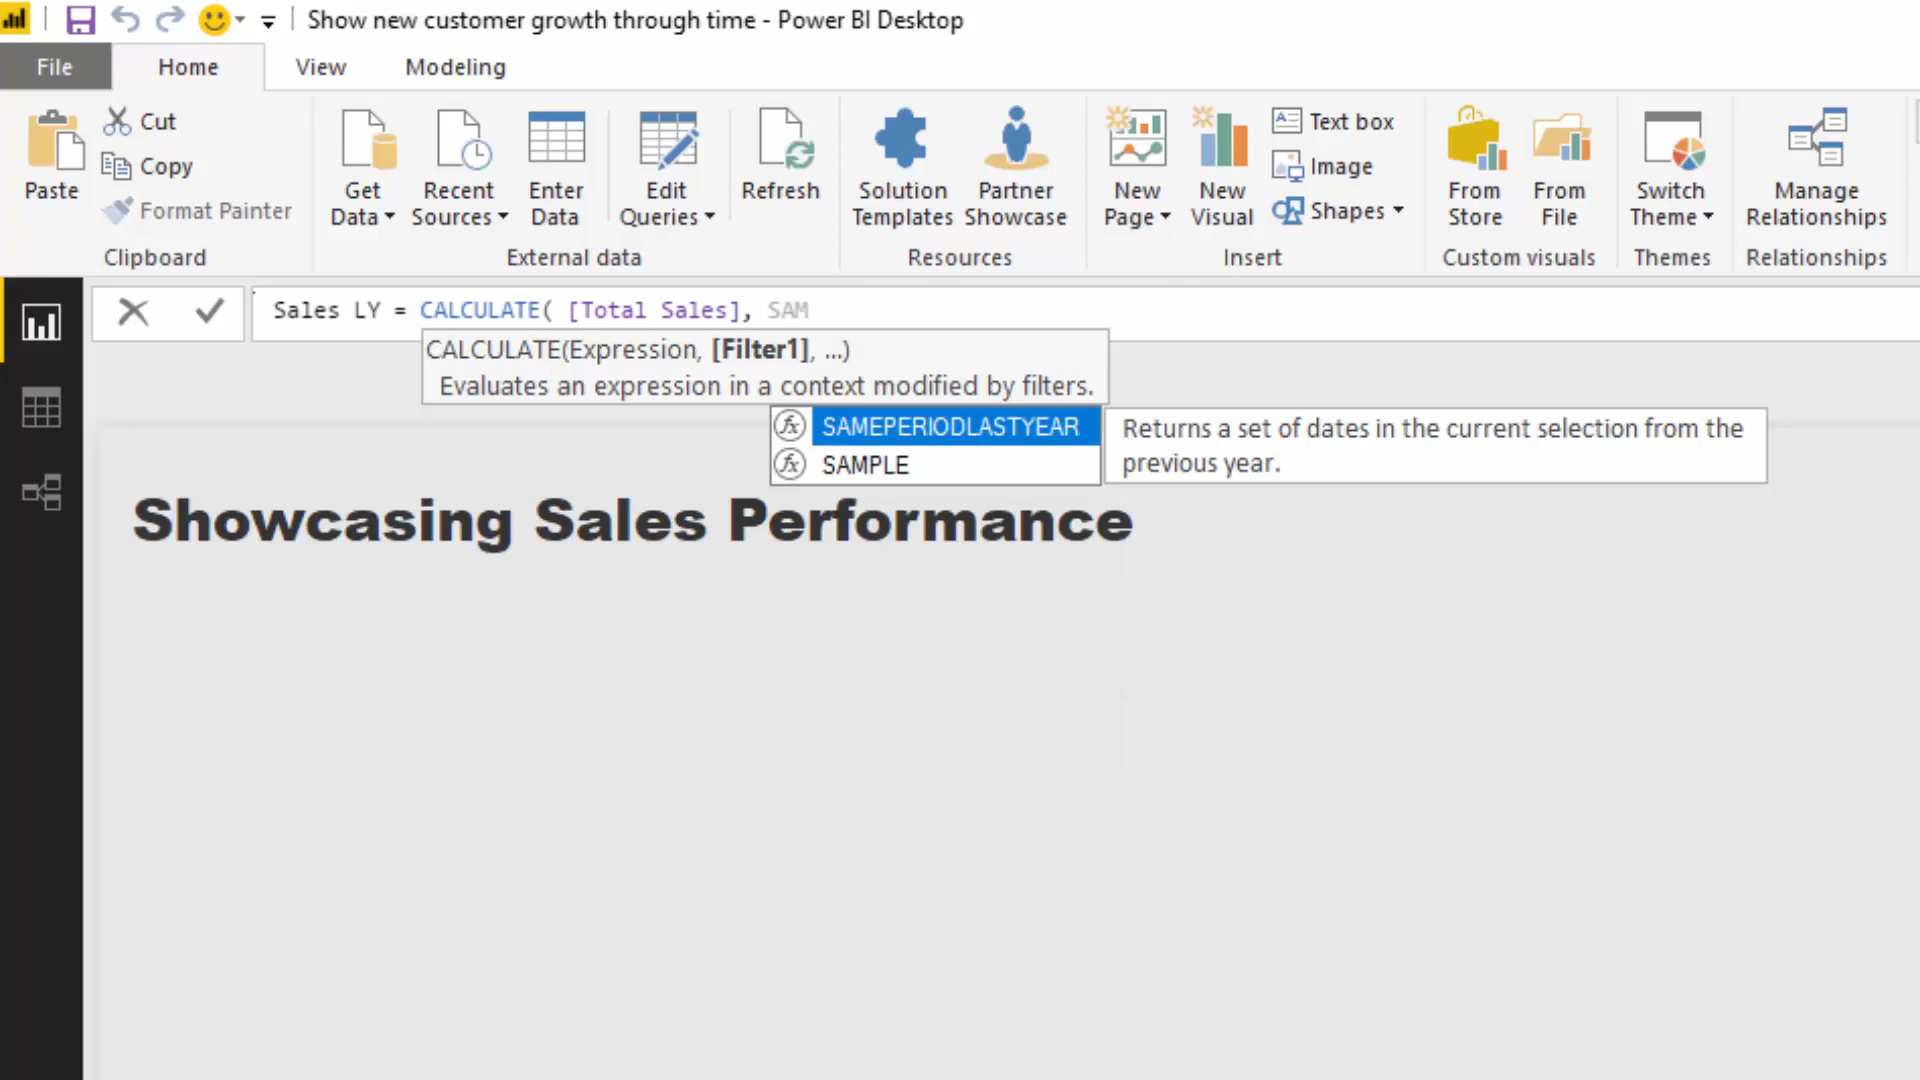 Show new customer growth through time - Power BI Desktop
File Home View Modeling
Cut
Copy
Format Painter
Paste
Clipboard
Get Data
Recent Sources
Enter Data
Edit Queries
Refresh
External data
Solution Templates
Partner Showcase
Resources
New Page
New Visual
Text box
Image
Shapes
Insert
From Store
From File
Custom visuals
Switch Theme
Themes
Manage Relationships
Relationships
Sales LY = CALCULATE( [Total Sales], SAM
CALCULATE(Expression, [Filter1], ...)
Evaluates an expression in a context modified by filters.
SAMEPERIODLASTYEAR
SAMPLE
Returns a set of dates in the current selection from the
previous year.
Showcasing Sales Performance